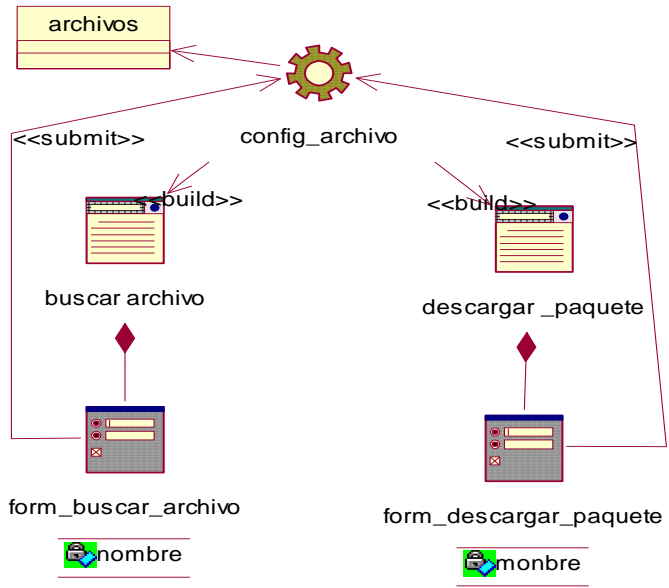 archivos
<<submit>>
config_archivo
<<submit>>
<<build>>
<<build>>
buscar archivo
descargar _paquete
form_buscar_archivo
form_descargar_paquete
nombre
monbre